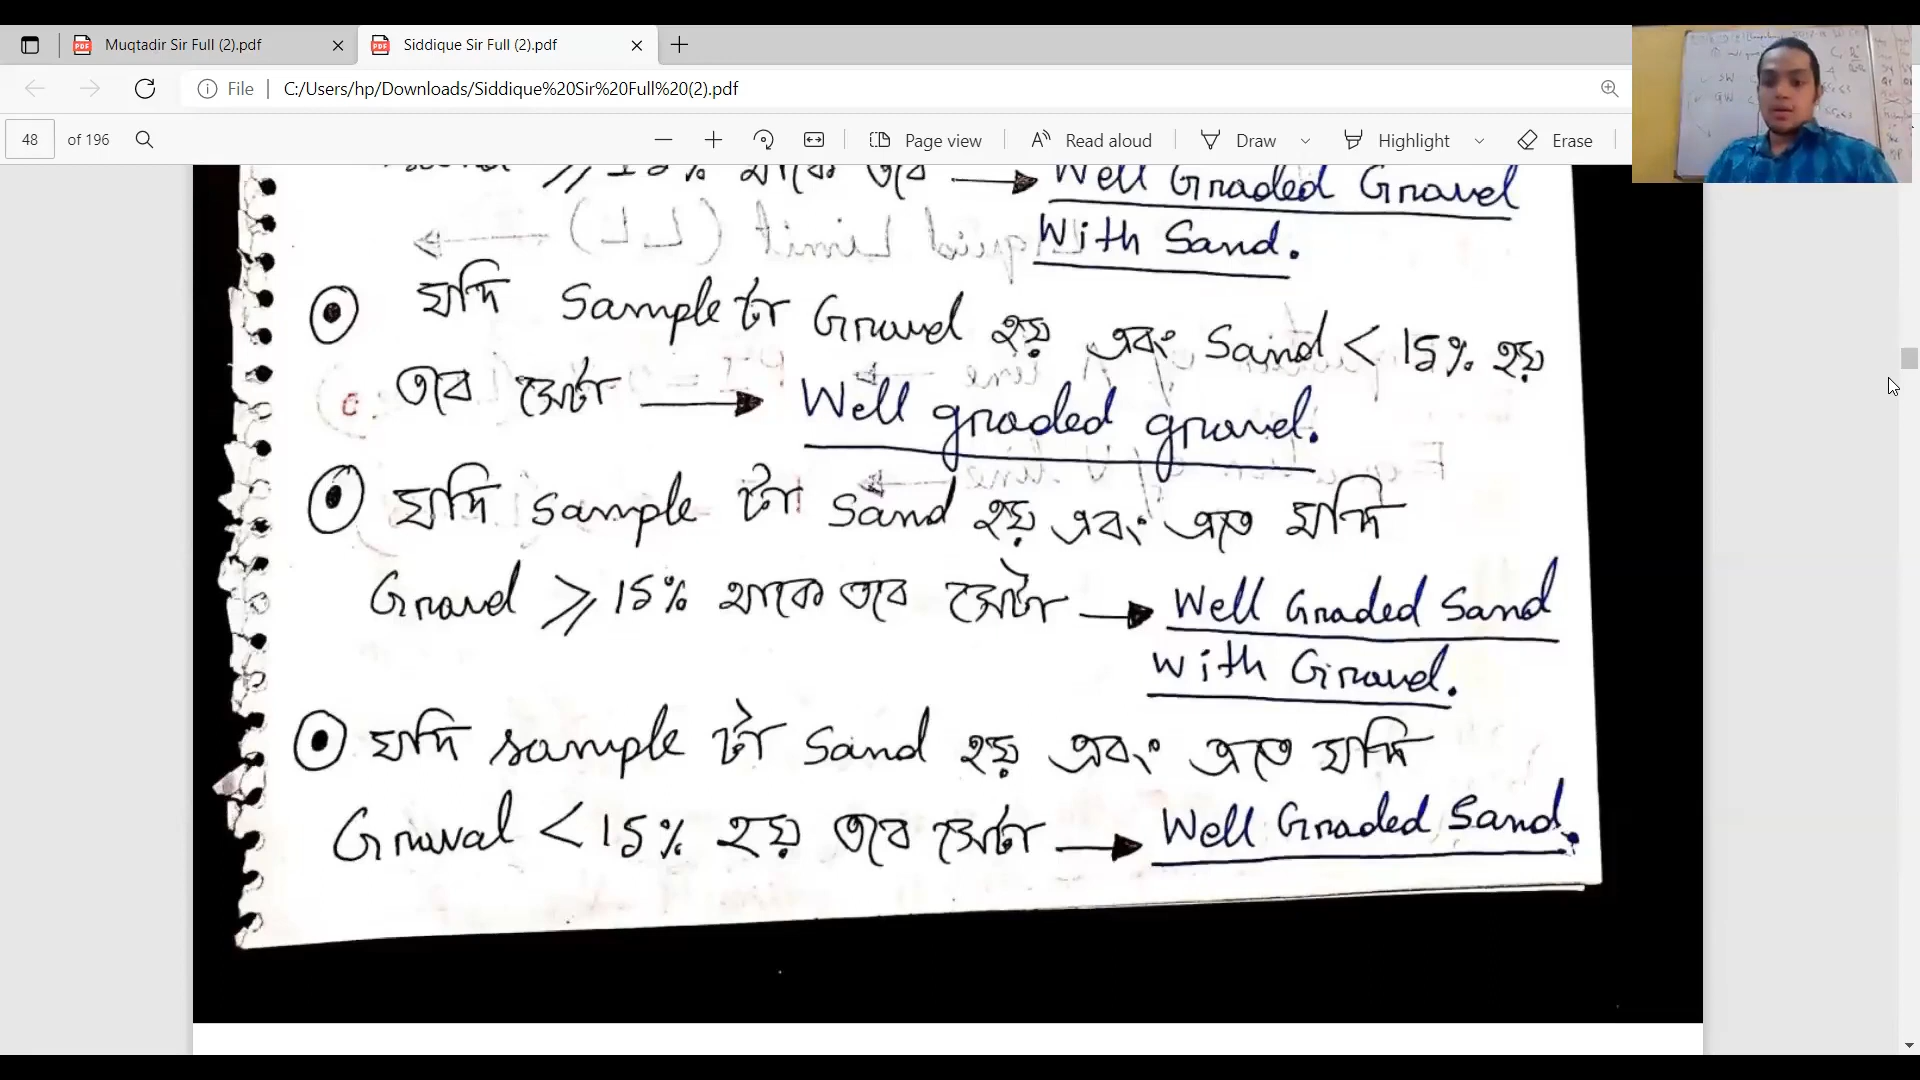 Muqtadir Sir Full (2).pdf
Siddique Sir Full (2).pdf
File
C:/Users/hp/Downloads/Siddique%20Sir%20Full%20(2).pdf
48 of 196
Page view
Read aloud
Draw
Highlight
Erase
থাকে তবে → Well Graded Gravel
With Sand.
যদি Sample টা Gravel হয় এবং Sand < 15% হয়
তবে সেটা → Well graded gravel.
যদি sample টা Sand হয় এবং এতে যদি
Gravel ⩾ 15% থাকে তবে সেটা → Well Graded Sand
with Gravel.
যদি sample টা Sand হয় এবং এতে যদি
Graval < 15% হয় তবে সেটা → Well Graded Sand.